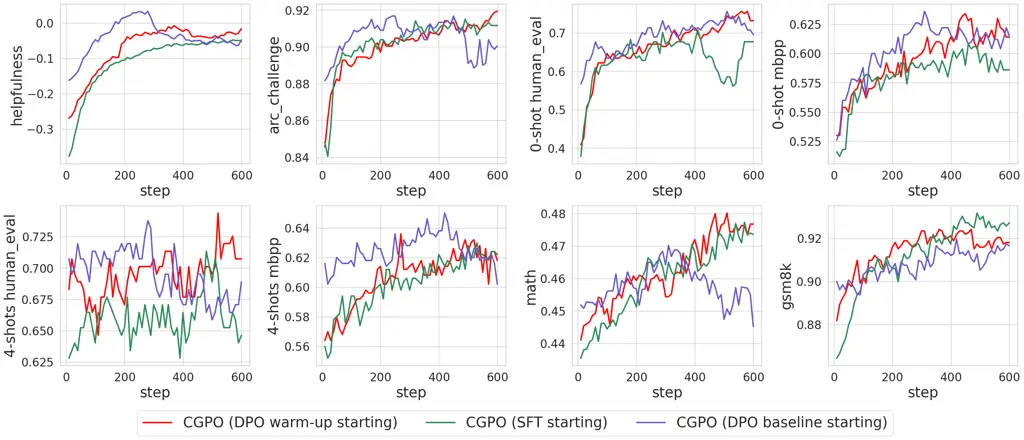 helpfullness
0.0
−0.1
−0.2
−0.3
0 200 400 600
step
arc_challenge
0.92
0.90
0.88
0.86
0.84
0 200 400 600
step
0-shot human_eval
0.7
0.6
0.5
0.4
0 200 400 600
step
0-shot mbpp
0.625
0.600
0.575
0.550
0.525
0 200 400 600
step
4-shots human_eval
0.725
0.700
0.675
0.650
0.625
0 200 400 600
step
4-shots mbpp
0.64
0.62
0.60
0.58
0.56
0 200 400 600
step
math
0.48
0.47
0.46
0.45
0.44
0 200 400 600
step
gsm8k
0.92
0.90
0.88
0 200 400 600
step
CGPO (DPO warm-up starting) CGPO (SFT starting) CGPO (DPO baseline starting)